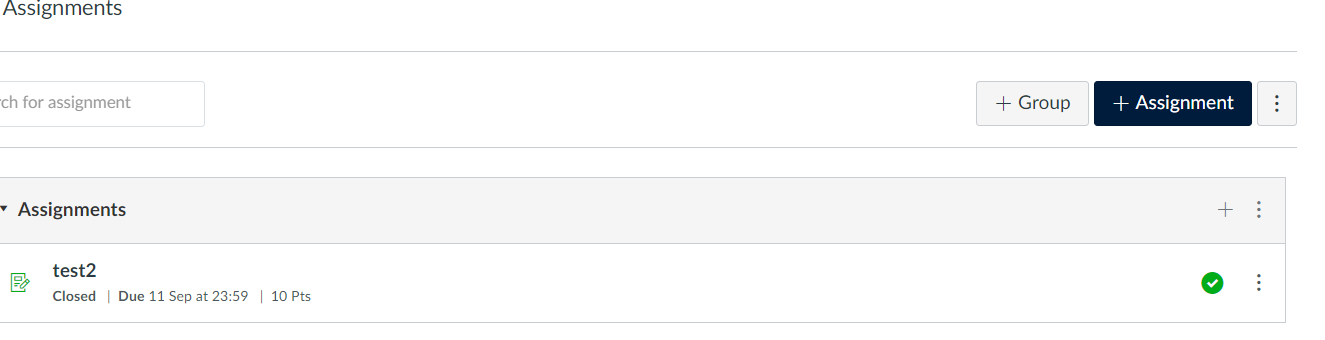 Assignments
ch for assignment
+ Group
+ Assignment
Assignments
test2
Closed | Due 11 Sep at 23:59 | 10 Pts